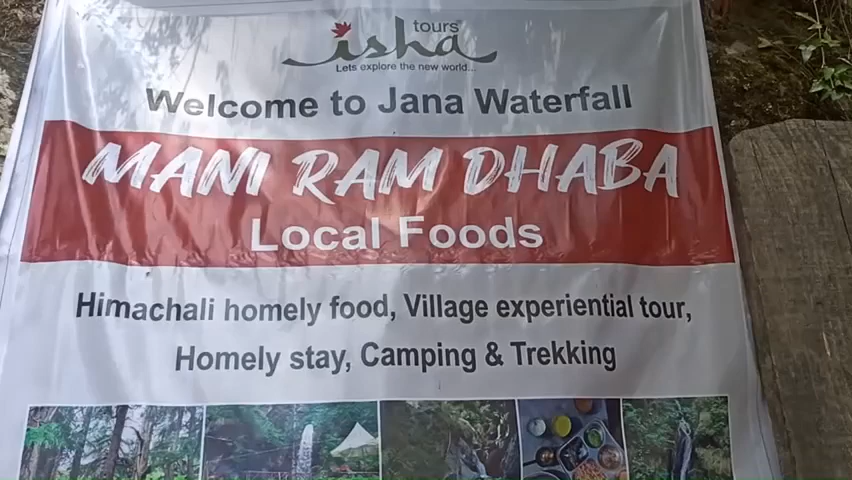 isha tours
Lets explore the new world...
Welcome to Jana Waterfall
MANI RAM DHABA
Local Foods
Himachali homely food, Village experiential tour,
Homely stay, Camping & Trekking